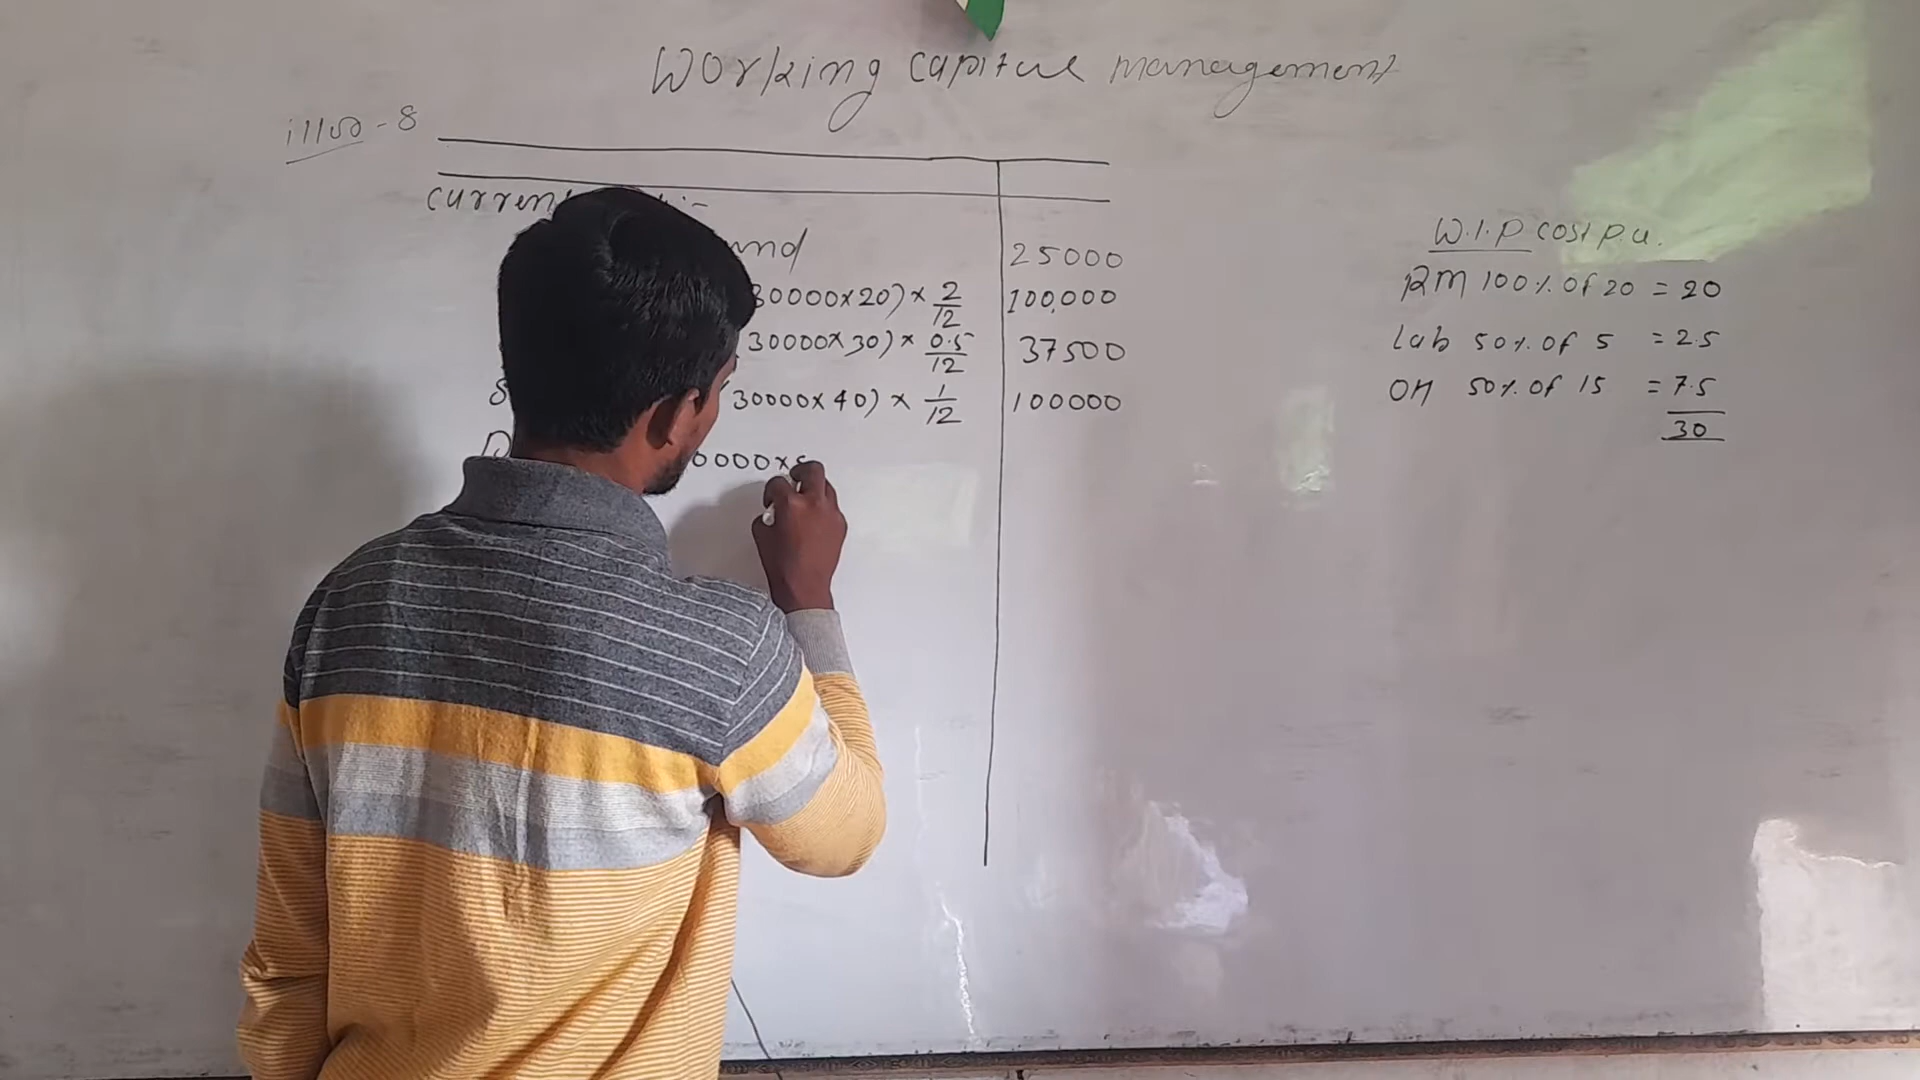 Working capital management
illus - 8
current :-
und 25000
30000x20) x 2/12 100,000
30000x30) x 0.5/12 37500
30000x40) x 1/12 100000
0000x
W.I.P cost p.u.
RM 100% of 20 = 20
Lab 50% of 5 = 2.5
OH 50% of 15 = 7.5
30